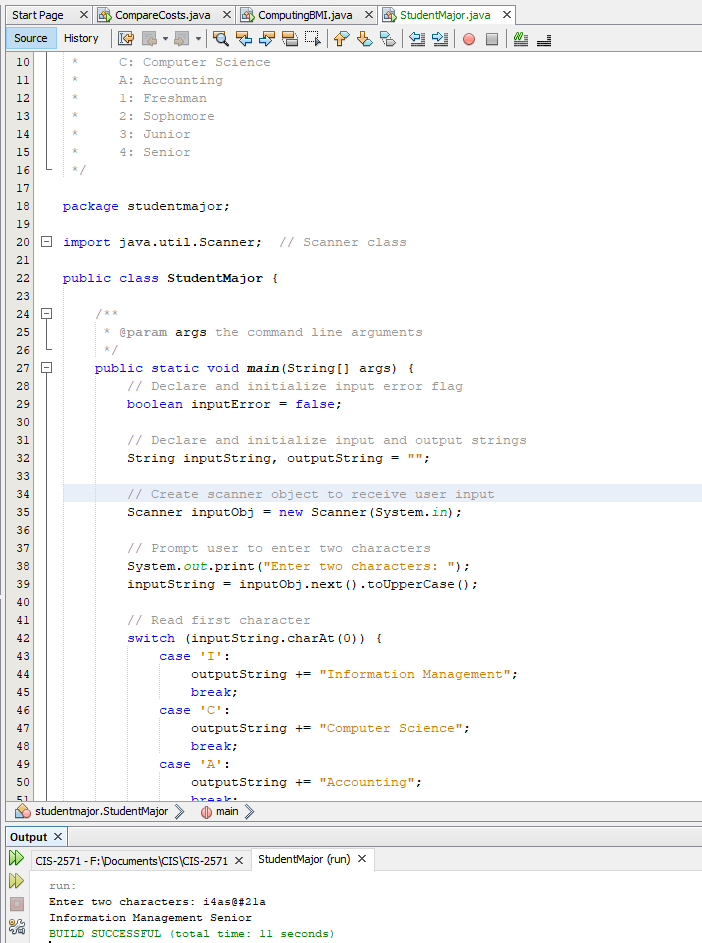 Start Page CompareCosts.java ComputingBMI.java StudentMajor.java
Source History
10 * C: Computer Science
11 * A: Accounting
12 * 1: Freshman
13 * 2: Sophomore
14 * 3: Junior
15 * 4: Senior
16 */
17
18 package studentmajor;
19
20 import java.util.Scanner; // Scanner class
21
22 public class StudentMajor {
23
24 /**
25 * @param args the command line arguments
26 */
27 public static void main(String[] args) {
28 // Declare and initialize input error flag
29 boolean inputError = false;
30
31 // Declare and initialize input and output strings
32 String inputString, outputString = "";
33
34 // Create scanner object to receive user input
35 Scanner inputObj = new Scanner(System.in);
36
37 // Prompt user to enter two characters
38 System.out.print("Enter two characters: ");
39 inputString = inputObj.next().toUpperCase();
40
41 // Read first character
42 switch (inputString.charAt(0)) {
43 case 'I':
44 outputString += "Information Management";
45 break;
46 case 'C':
47 outputString += "Computer Science";
48 break;
49 case 'A':
50 outputString += "Accounting";
51 break;
studentmajor.StudentMajor main
Output
CIS-2571 - F:\Documents\CIS\CIS-2571 StudentMajor (run)
run:
Enter two characters: i4as@#21a
Information Management Senior
BUILD SUCCESSFUL (total time: 11 seconds)